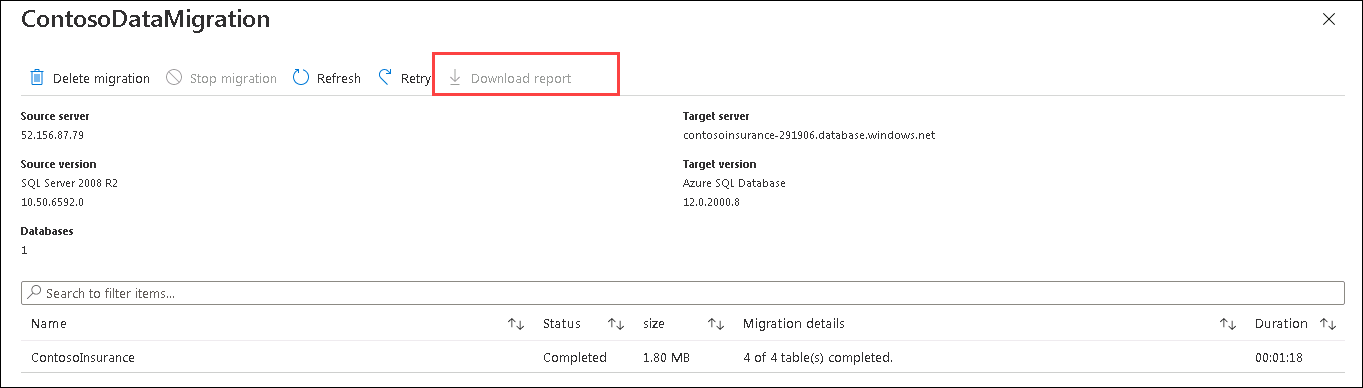 ContosoDataMigration
Delete migration Stop migration Refresh Retry Download report
Source server Target server
52.156.87.79 contosoinsurance-291906.database.windows.net
Source version Target version
SQL Server 2008 R2 Azure SQL Database
10.50.6592.0 12.0.2000.8
Databases
1
Search to filter items...
Name Status size Migration details Duration
ContosoInsurance Completed 1.80 MB 4 of 4 table(s) completed. 00:01:18